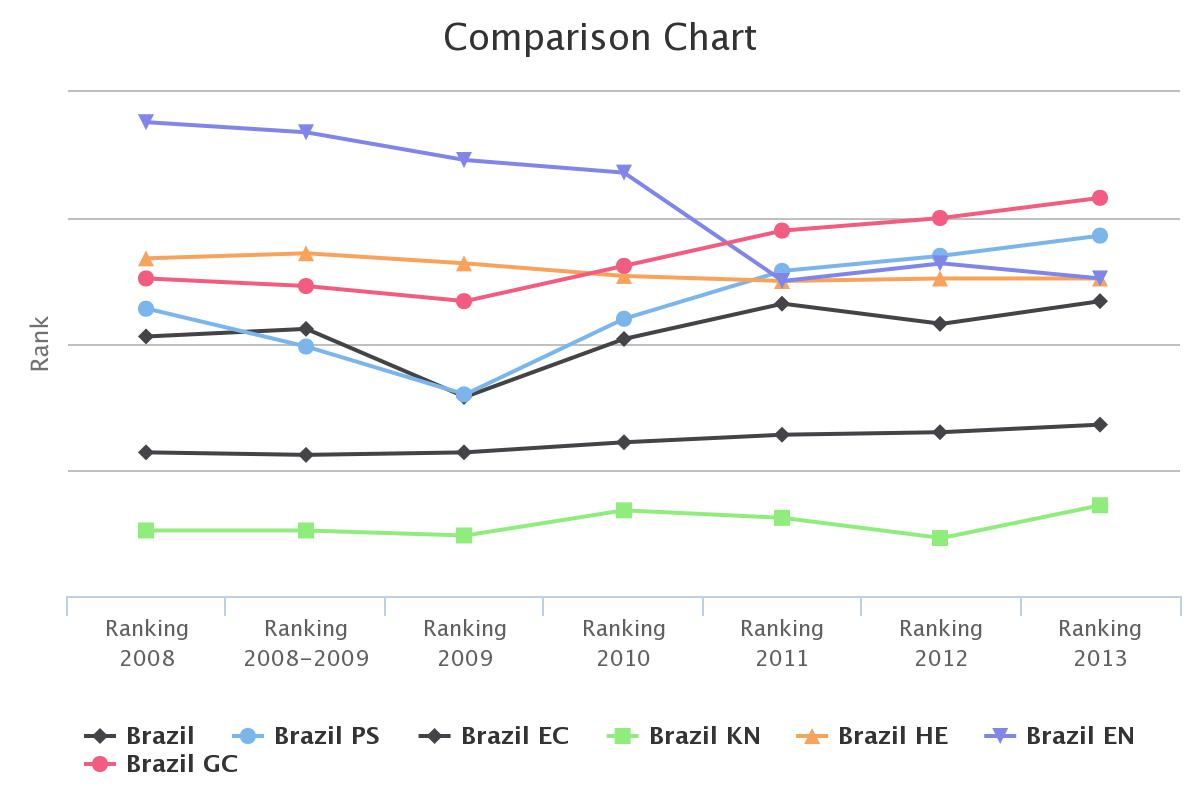 Comparison Chart
Rank
Ranking 2008
Ranking 2008-2009
Ranking 2009
Ranking 2010
Ranking 2011
Ranking 2012
Ranking 2013
Brazil Brazil PS Brazil EC Brazil KN Brazil HE Brazil EN
Brazil GC